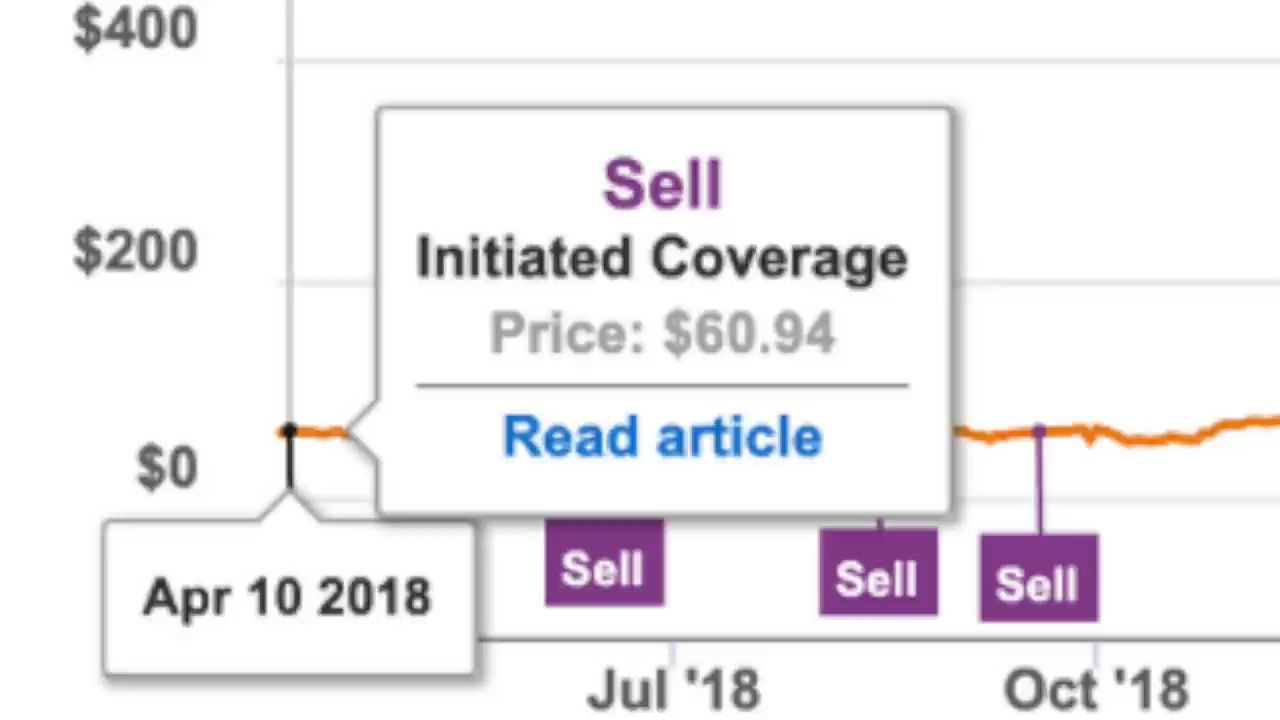 $400
Sell
Initiated Coverage
$200
Price: $60.94
Read article
$0
Sell
Sell
Sell
Apr 10 2018
Jul '18
Oct '18